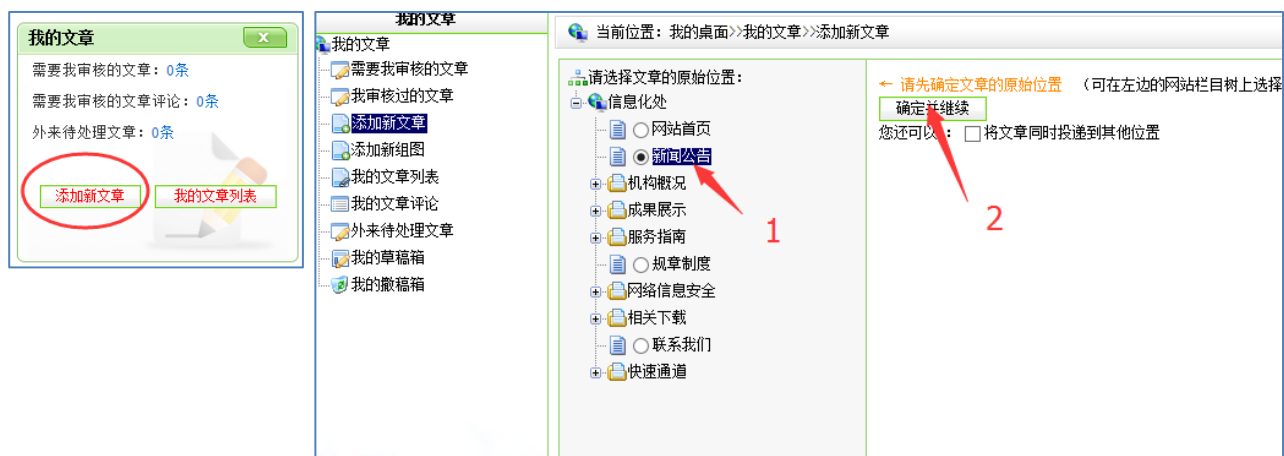 我的文章
需要我审核的文章：0条
需要我审核的文章评论：0条
外来待处理文章：0条
添加新文章
我的文章列表
我的文章
我的文章
需要我审核的文章
我审核过的文章
添加新文章
添加新组图
我的文章列表
我的文章评论
外来待处理文章
我的草稿箱
我的撤稿箱
当前位置：我的桌面>>我的文章>>添加新文章
请选择文章的原始位置：
信息化处
网站首页
新闻公告
机构概况
成果展示
服务指南
规章制度
网络信息安全
相关下载
联系我们
快速通道
1
← 请先确定文章的原始位置 （可在左边的网站栏目树上选择
确定并继续
您还可以：将文章同时投递到其他位置
2